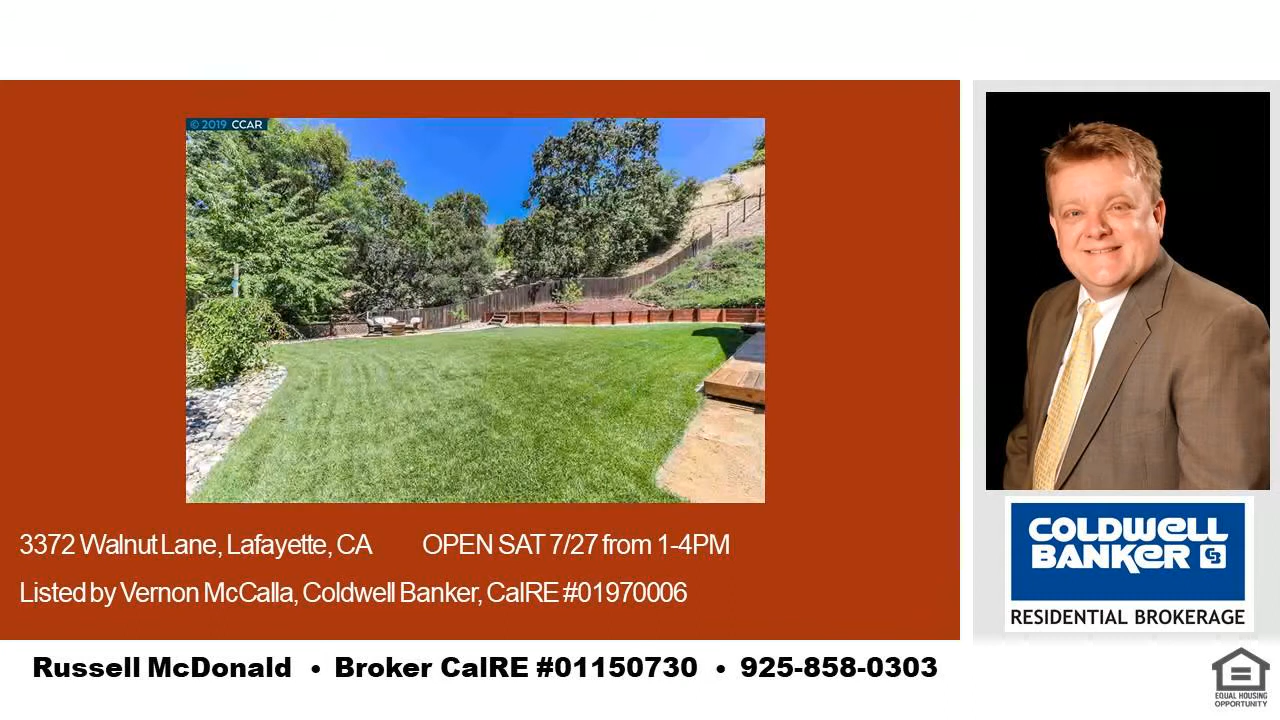 © 2019 CCAR
3372 Walnut Lane, Lafayette, CA OPEN SAT 7/27 from 1-4PM
Listed by Vernon McCalla, Coldwell Banker, CalRE #01970006
COLDWELL
BANKER CB
RESIDENTIAL BROKERAGE
Russell McDonald • Broker CalRE #01150730 • 925-858-0303
EQUAL HOUSING
OPPORTUNITY